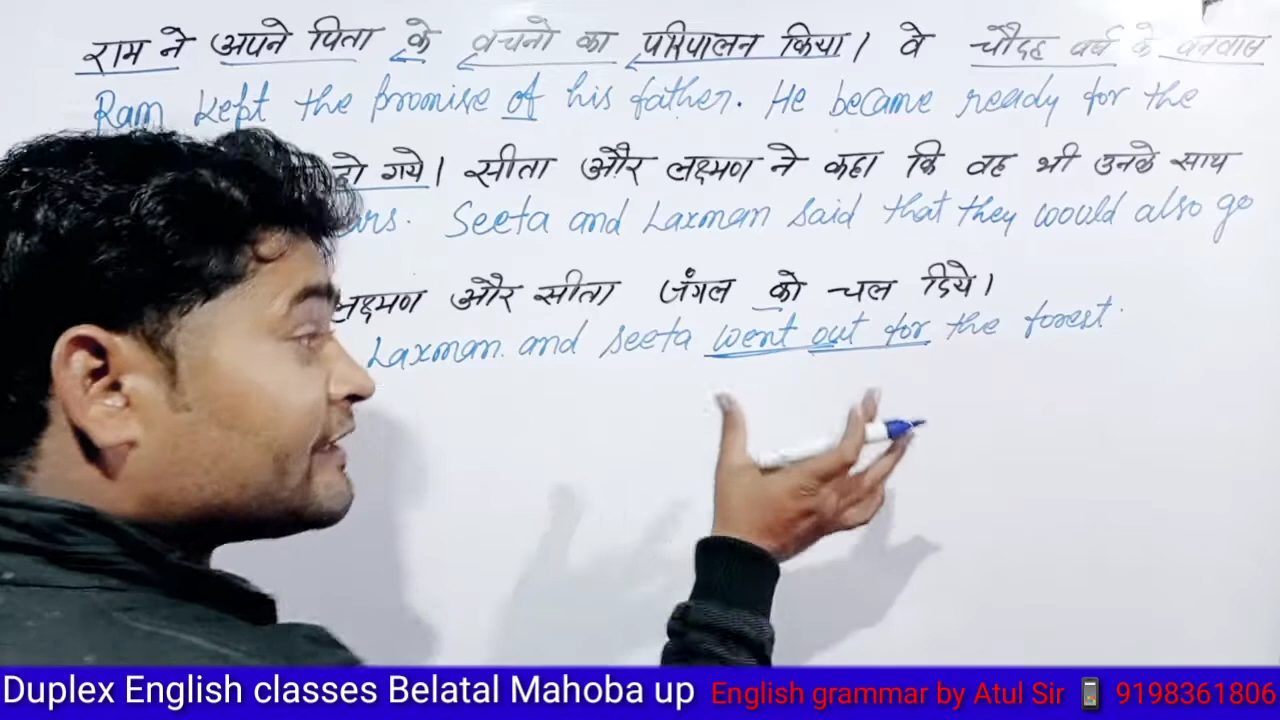 राम ने अपने पिता के वचनो का परिपालन किया। वे चौदह वर्ष के वनवास
Ram kept the promise of his father. He became ready for the
हो गये। सीता और लक्ष्मण ने कहा कि वह भी उनके साथ
ars. Seeta and Laxman said that they would also go
लक्ष्मण और सीता जंगल को चल दिये।
Laxman. and Seeta went out for the forest.
Duplex English classes Belatal Mahoba up English grammar by Atul Sir 📱 9198361806